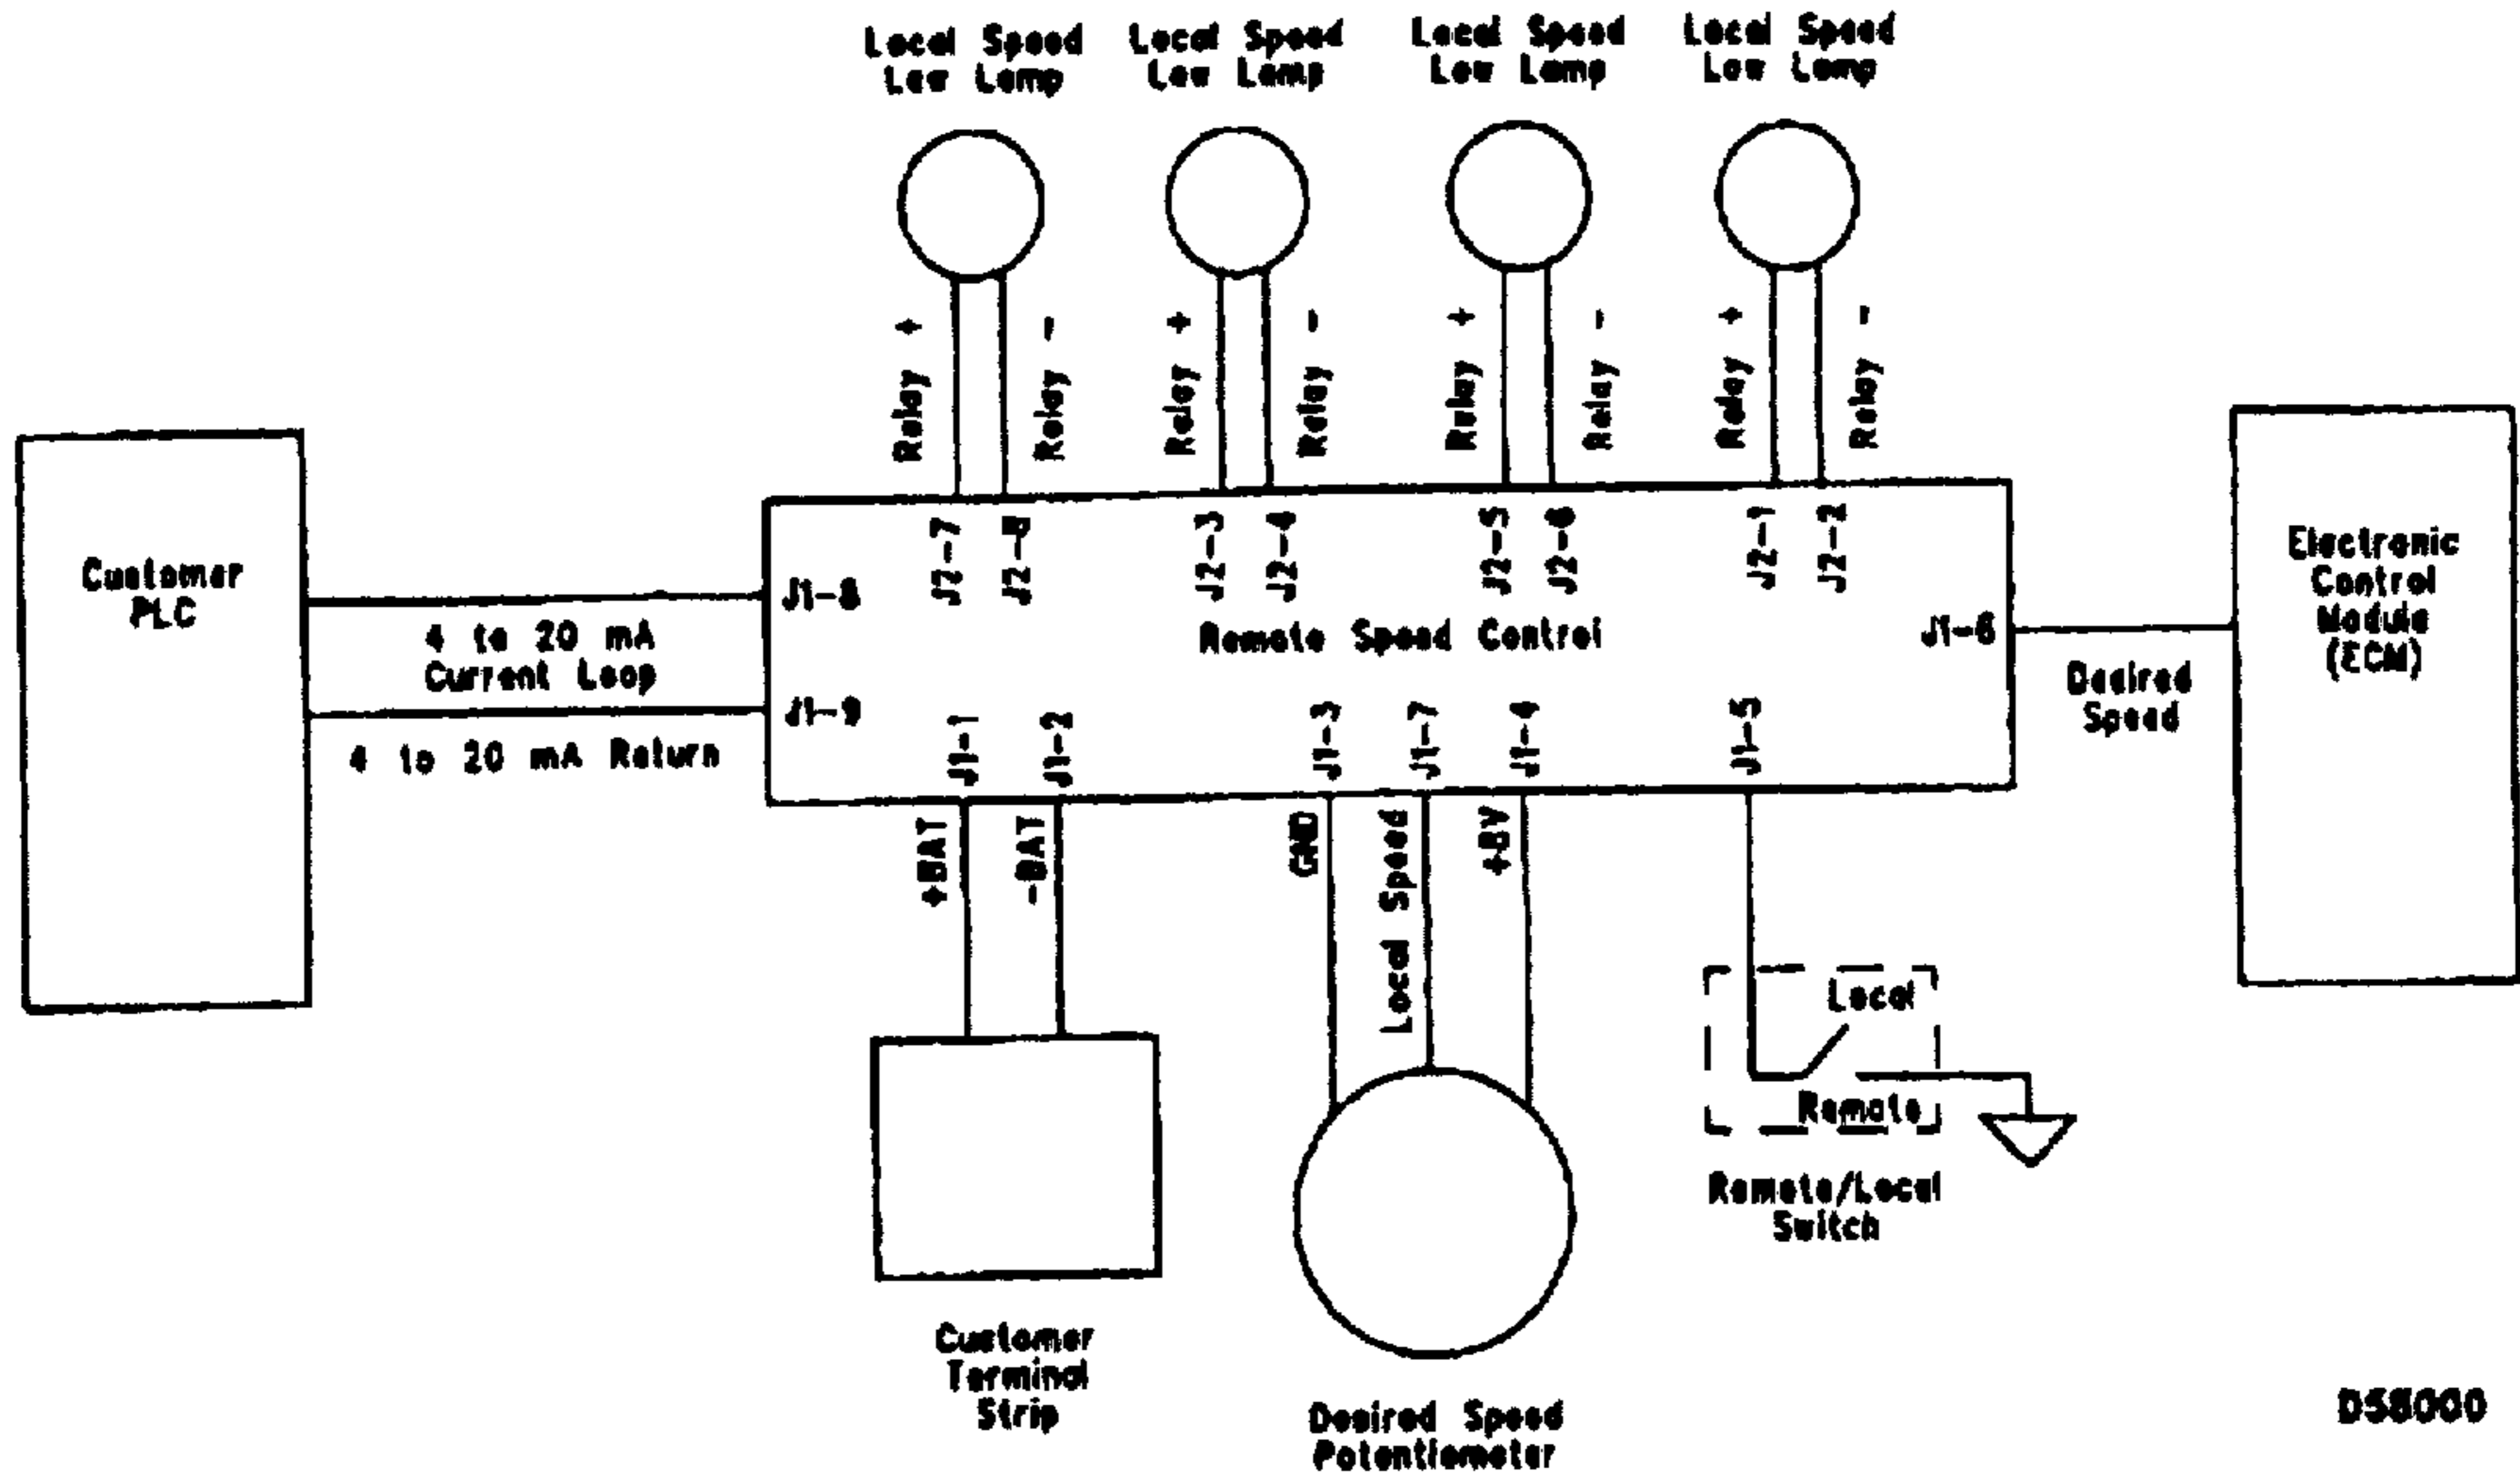 Local Speed
Low Lamp
Local Speed
Low Lamp
Local Speed
Low Lamp
Local Speed
Low Lamp
Relay +
Relay -
Relay +
Relay -
Relay +
Relay -
Relay +
Relay -
J2-7
J2-8
J2-3
J2-4
J2-5
J2-6
J2-1
J2-2
Customer
PLC
J1-8
4 to 20 mA
Current Loop
J1-9
4 to 20 mA Return
Remote Speed Control
J1-6
Desired
Speed
Electronic
Control
Module
(ECM)
J1-1
J1-2
J1-3
J1-7
J1-4
J1-5
+BAT
-BAT
GND
Local Speed
+8V
Local
Remote
Remote/Local
Switch
Customer
Terminal
Strip
Desired Speed
Potentiometer